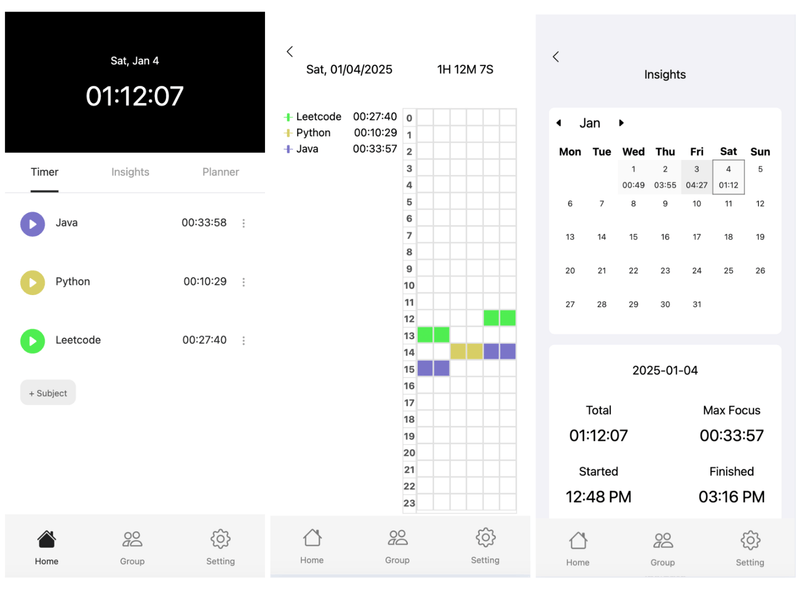 Sat, Jan 4
01:12:07
Timer Insights Planner
Java 00:33:58
Python 00:10:29
Leetcode 00:27:40
+ Subject
Home Group Setting
Sat, 01/04/2025 1H 12M 7S
Leetcode 00:27:40
Python 00:10:29
Java 00:33:57
0
1
2
3
4
5
6
7
8
9
10
11
12
13
14
15
16
17
18
19
20
21
22
23
Home Group Setting
Insights
Jan
Mon Tue Wed Thu Fri Sat Sun
1 2 3 4 5
00:49 03:55 04:27 01:12
6 7 8 9 10 11 12
13 14 15 16 17 18 19
20 21 22 23 24 25 26
27 28 29 30 31
2025-01-04
Total Max Focus
01:12:07 00:33:57
Started Finished
12:48 PM 03:16 PM
Home Group Setting